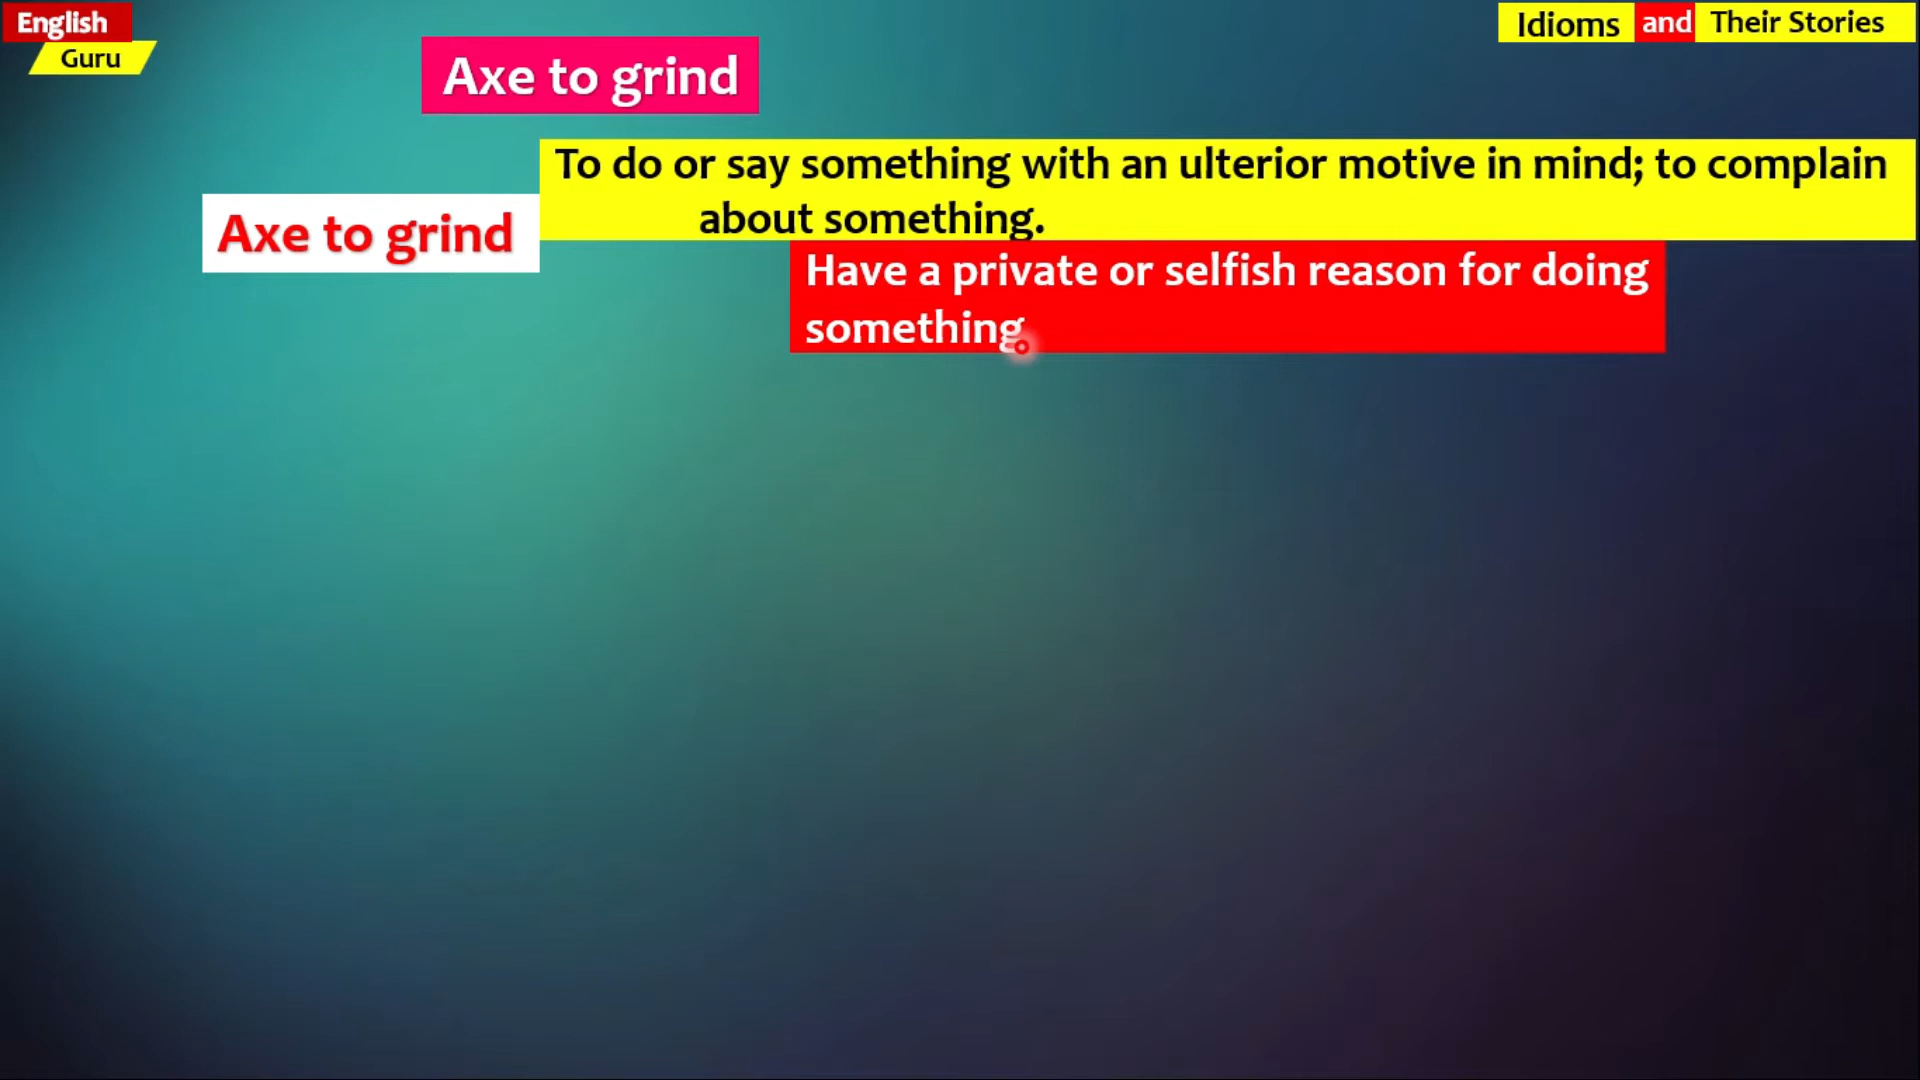 English
Guru
Idioms and Their Stories
Axe to grind
To do or say something with an ulterior motive in mind; to complain
about something.
Axe to grind
Have a private or selfish reason for doing
something